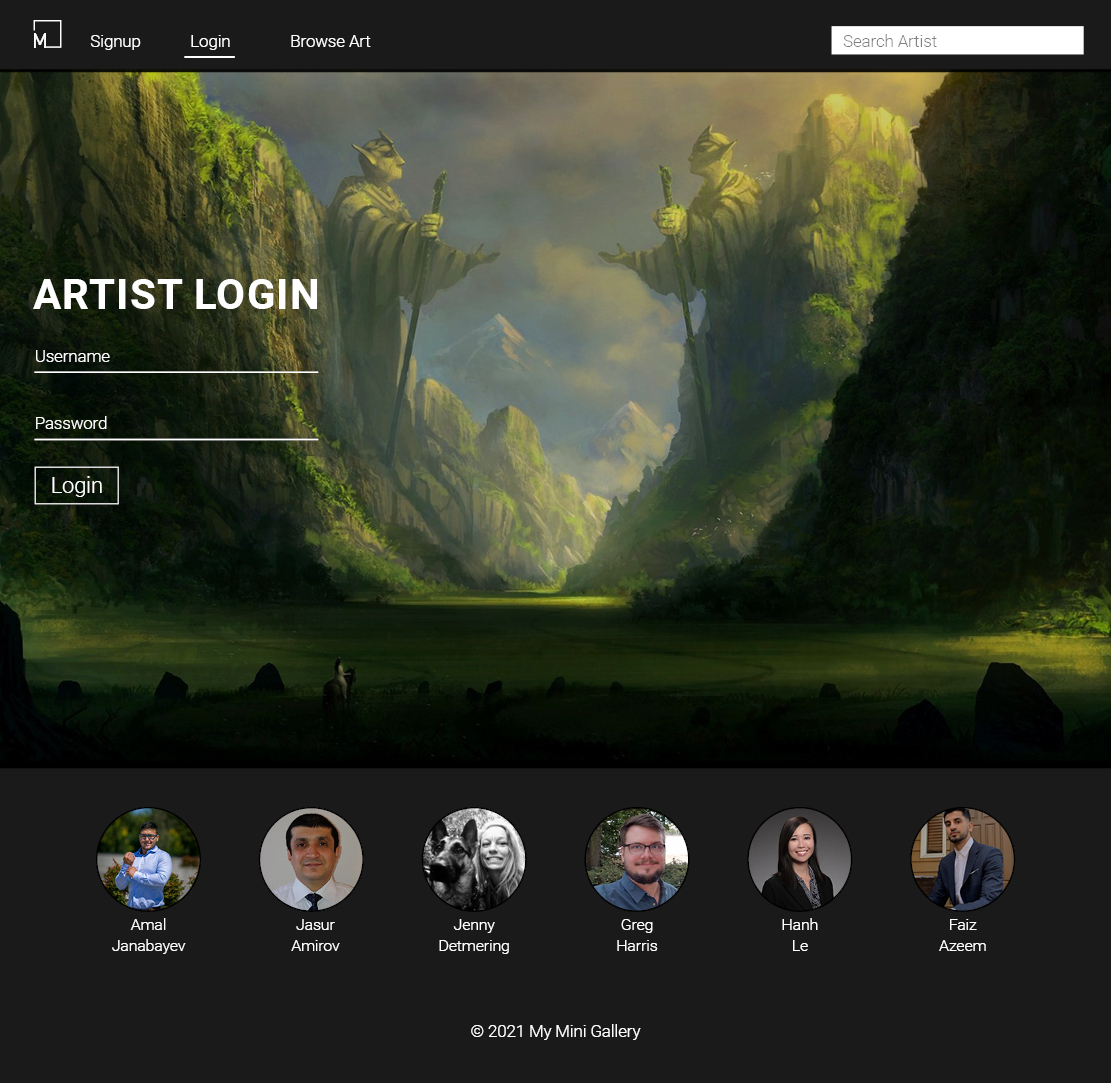 M
Signup
Login
Browse Art
Search Artist
ARTIST LOGIN
Username
Password
Login
Amal
Janabayev
Jasur
Amirov
Jenny
Detmering
Greg
Harris
Hanh
Le
Faiz
Azeem
© 2021 My Mini Gallery